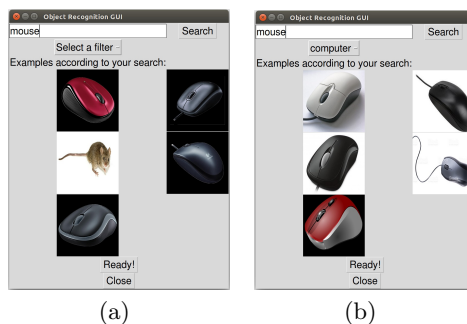 Object Recognition GUI
mouse Search
Select a filter
Examples according to your search:
Ready!
Close
(a)
Object Recognition GUI
mouse Search
computer
Examples according to your search:
Ready!
Close
(b)